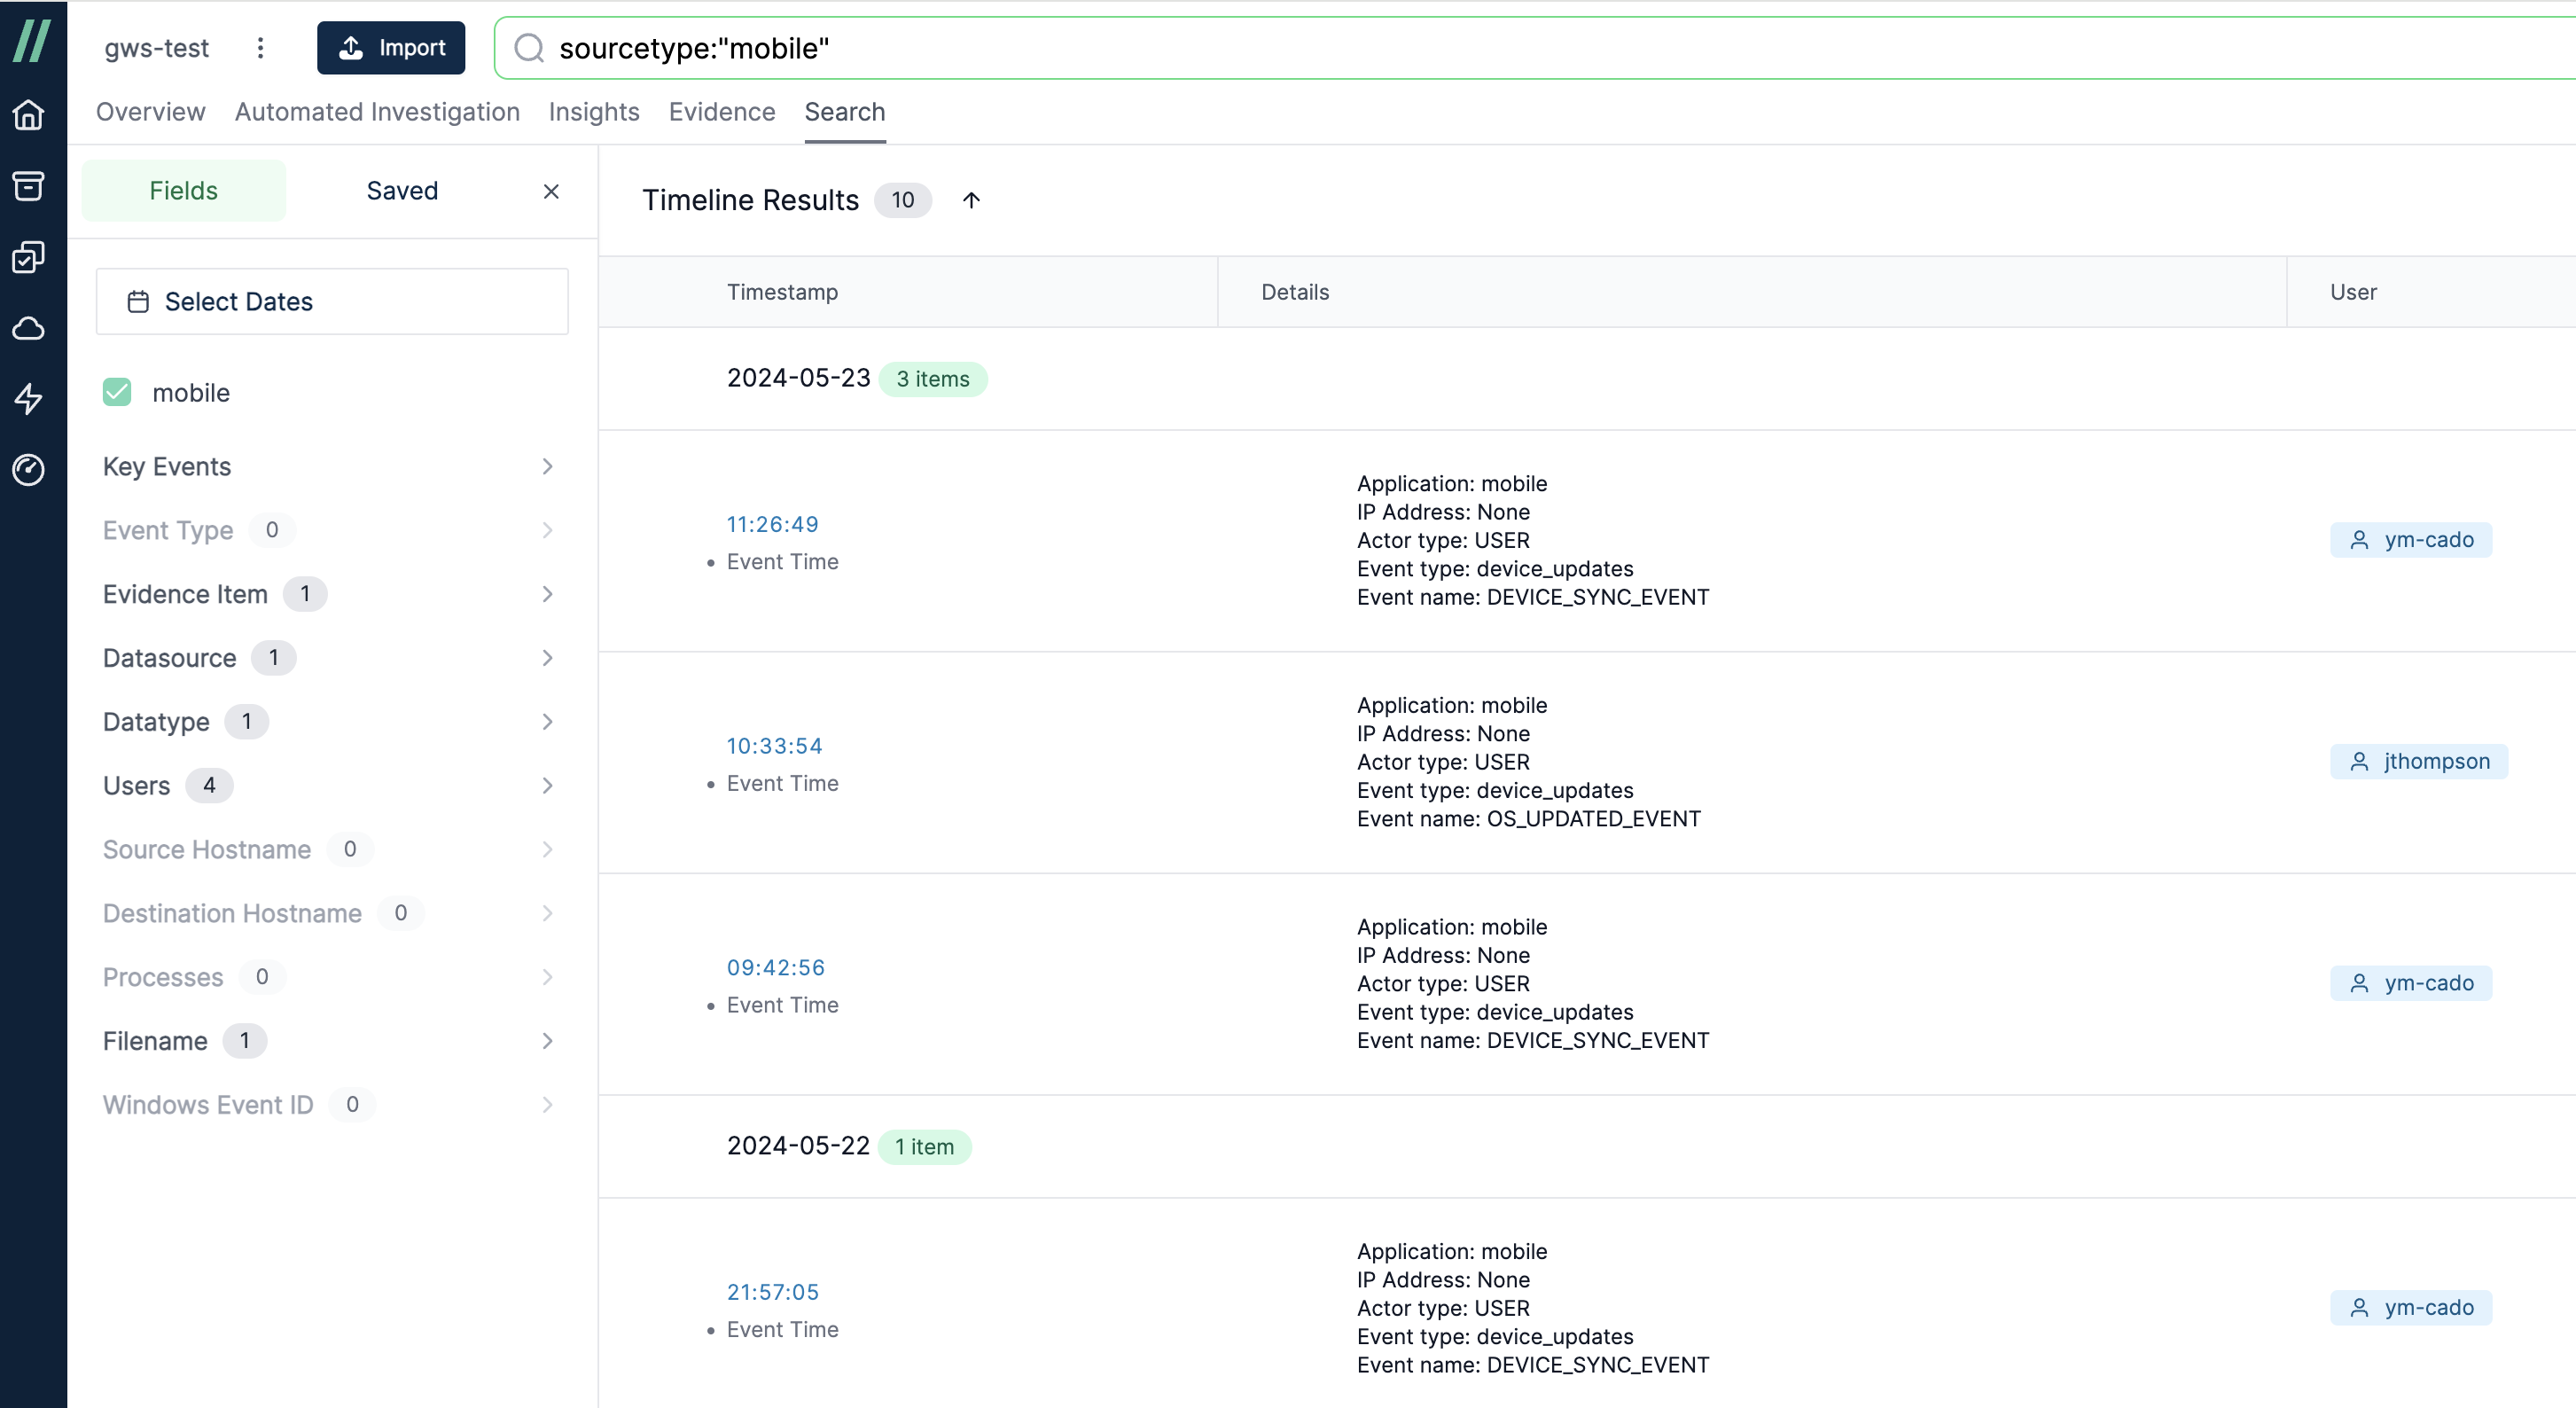 gws-test
Import
sourcetype:"mobile"
Overview Automated Investigation Insights Evidence Search
Fields Saved
Select Dates
mobile
Key Events
Event Type 0
Evidence Item 1
Datasource 1
Datatype 1
Users 4
Source Hostname 0
Destination Hostname 0
Processes 0
Filename 1
Windows Event ID 0
Timeline Results 10
Timestamp Details User
2024-05-23 3 items
11:26:49
Event Time
Application: mobile
IP Address: None
Actor type: USER
Event type: device_updates
Event name: DEVICE_SYNC_EVENT
ym-cado
10:33:54
Event Time
Application: mobile
IP Address: None
Actor type: USER
Event type: device_updates
Event name: OS_UPDATED_EVENT
jthompson
09:42:56
Event Time
Application: mobile
IP Address: None
Actor type: USER
Event type: device_updates
Event name: DEVICE_SYNC_EVENT
ym-cado
2024-05-22 1 item
21:57:05
Event Time
Application: mobile
IP Address: None
Actor type: USER
Event type: device_updates
Event name: DEVICE_SYNC_EVENT
ym-cado